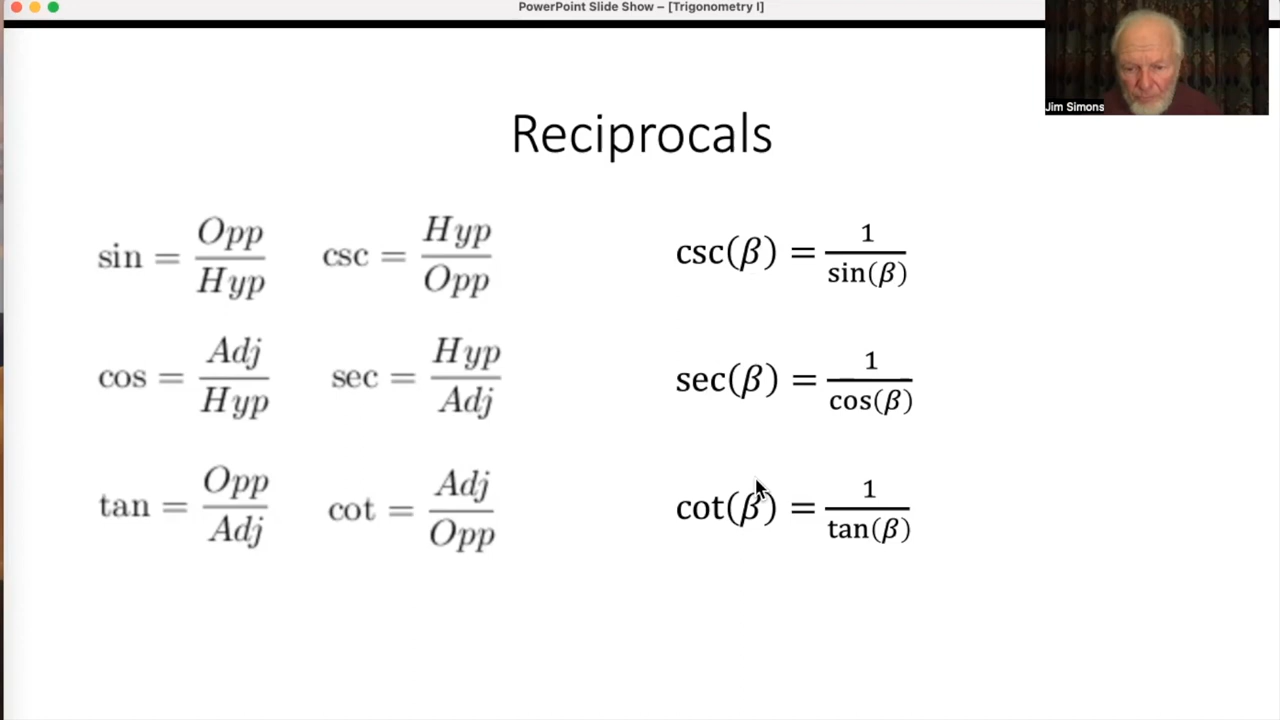 PowerPoint Slide Show – [Trigonometry I]
Jim Simons
Reciprocals
sin = Opp/Hyp csc = Hyp/Opp csc(β) = 1/sin(β)
cos = Adj/Hyp sec = Hyp/Adj sec(β) = 1/cos(β)
tan = Opp/Adj cot = Adj/Opp cot(β) = 1/tan(β)